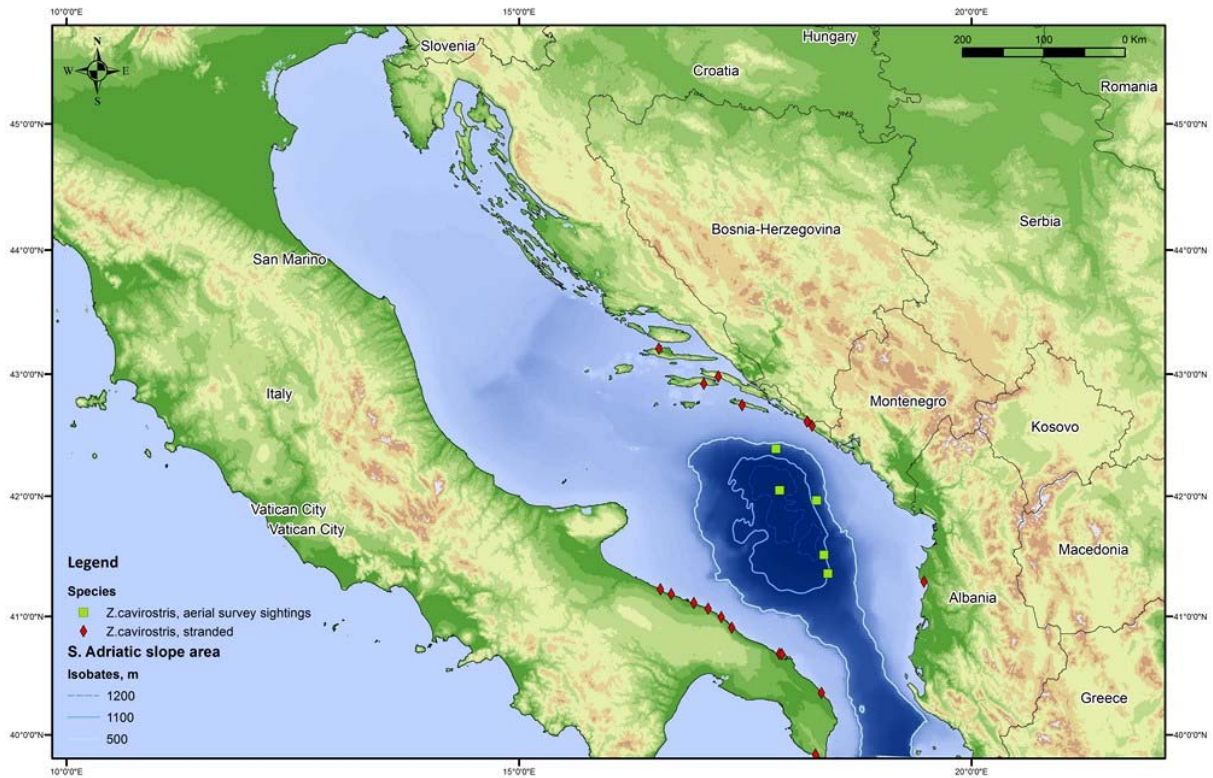 10°0'0"E 15°0'0"E 20°0'0"E
N
W E
S
200 100 0 Km
Slovenia
Hungary
Croatia
Romania
45°0'0"N 45°0'0"N
Serbia
Bosnia-Herzegovina
44°0'0"N 44°0'0"N
San Marino
43°0'0"N 43°0'0"N
Italy
Montenegro
Kosovo
42°0'0"N 42°0'0"N
Vatican City
Vatican City
Macedonia
Legend
Species
Z.cavirostris, aerial survey sightings
Z.cavirostris, stranded
S. Adriatic slope area
Isobates, m
1200
1100
500
Albania
41°0'0"N 41°0'0"N
Greece
40°0'0"N 40°0'0"N
10°0'0"E 15°0'0"E 20°0'0"E